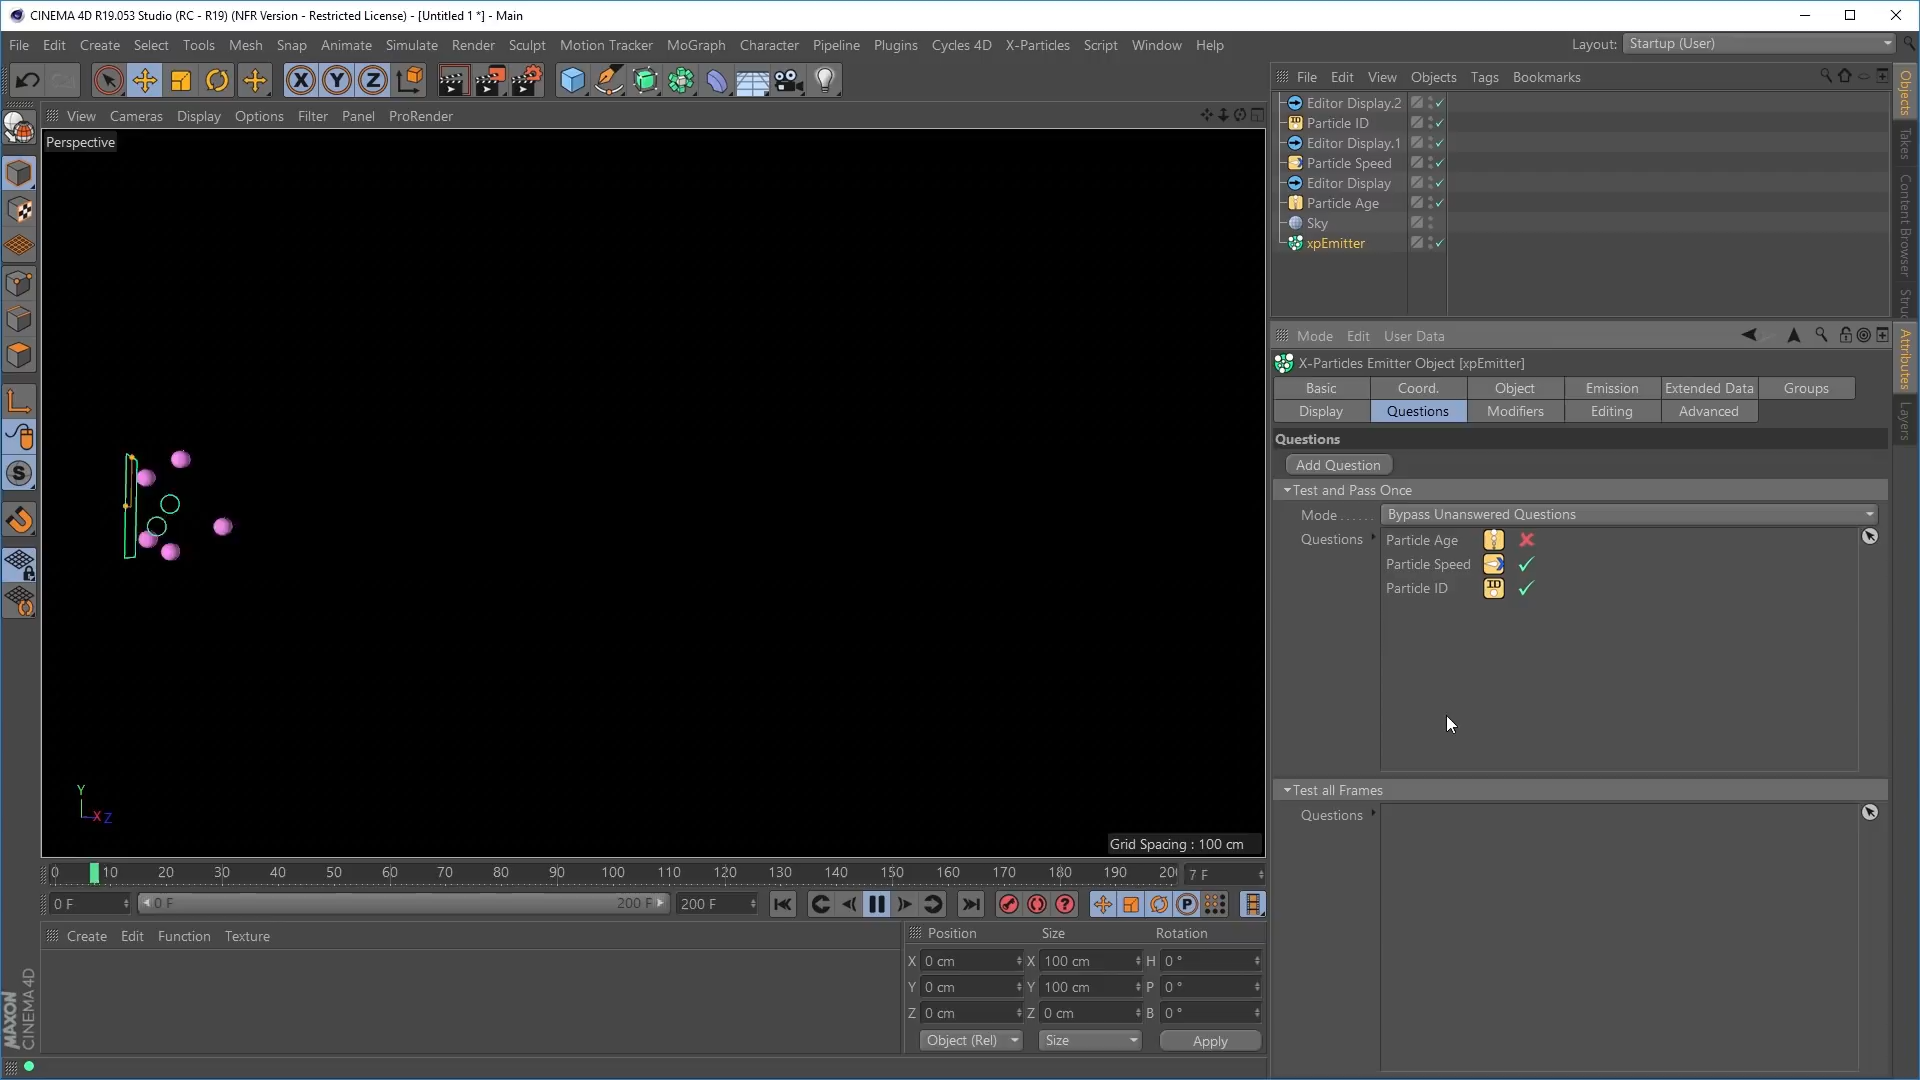 CINEMA 4D R19.053 Studio (RC - R19) (NFR Version - Restricted License) - [Untitled 1 *] - Main
File Edit Create Select Tools Mesh Snap Animate Simulate Render Sculpt Motion Tracker MoGraph Character Pipeline Plugins Cycles 4D X-Particles Script Window Help
Layout: Startup (User)
View Cameras Display Options Filter Panel ProRender
Perspective
Y
X Z
Grid Spacing : 100 cm
0 10 20 30 40 50 60 70 80 90 100 110 120 130 140 150 160 170 180 190 20 7 F
0 F 0 F 200 F 200 F
Create Edit Function Texture
MAXON
CINEMA 4D
Position Size Rotation
X 0 cm X 100 cm H 0 °
Y 0 cm Y 100 cm P 0 °
Z 0 cm Z 0 cm B 0 °
Object (Rel) Size Apply
File Edit View Objects Tags Bookmarks
Editor Display.2
Particle ID
Editor Display.1
Particle Speed
Editor Display
Particle Age
Sky
xpEmitter
Mode Edit User Data
X-Particles Emitter Object [xpEmitter]
Basic Coord. Object Emission Extended Data Groups
Display Questions Modifiers Editing Advanced
Questions
Add Question
Test and Pass Once
Mode . . . . . . Bypass Unanswered Questions
Questions
Particle Age
Particle Speed
Particle ID
Test all Frames
Questions
Objects
Takes
Content Browser
Struc
Attributes
Layers